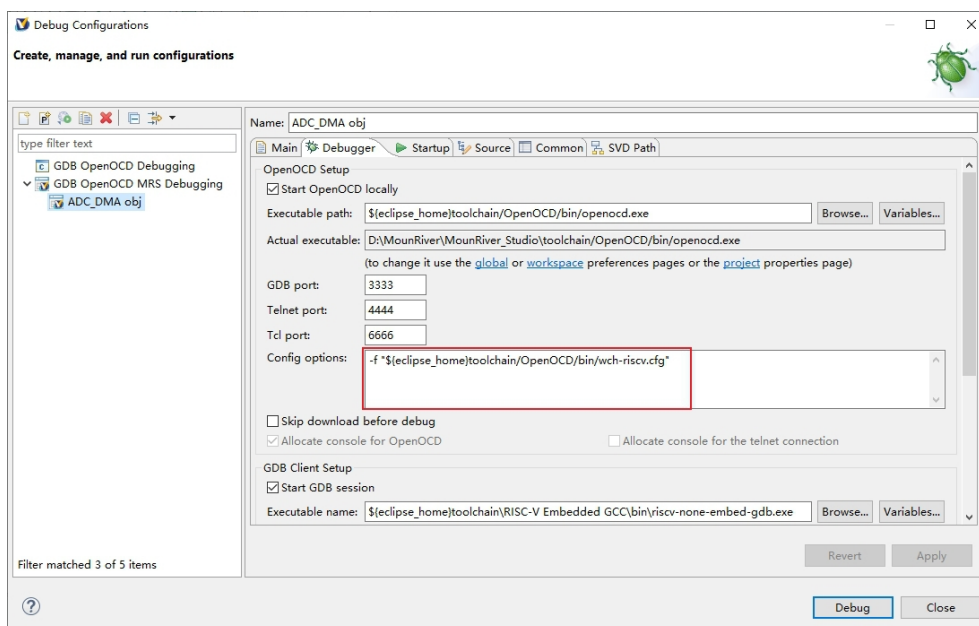 Debug Configurations
Create, manage, and run configurations
type filter text
GDB OpenOCD Debugging
GDB OpenOCD MRS Debugging
ADC_DMA obj
Filter matched 3 of 5 items
Name: ADC_DMA obj
Main Debugger Startup Source Common SVD Path
OpenOCD Setup
Start OpenOCD locally
Executable path: ${eclipse_home}toolchain/OpenOCD/bin/openocd.exe Browse... Variables...
Actual executable: D:\MounRiver\MounRiver_Studio\toolchain/OpenOCD/bin/openocd.exe
(to change it use the global or workspace preferences pages or the project properties page)
GDB port: 3333
Telnet port: 4444
Tcl port: 6666
Config options: -f "${eclipse_home}toolchain/OpenOCD/bin/wch-riscv.cfg"
Skip download before debug
Allocate console for OpenOCD Allocate console for the telnet connection
GDB Client Setup
Start GDB session
Executable name: ${eclipse_home}toolchain\RISC-V Embedded GCC\bin\riscv-none-embed-gdb.exe Browse... Variables...
Revert Apply
Debug Close